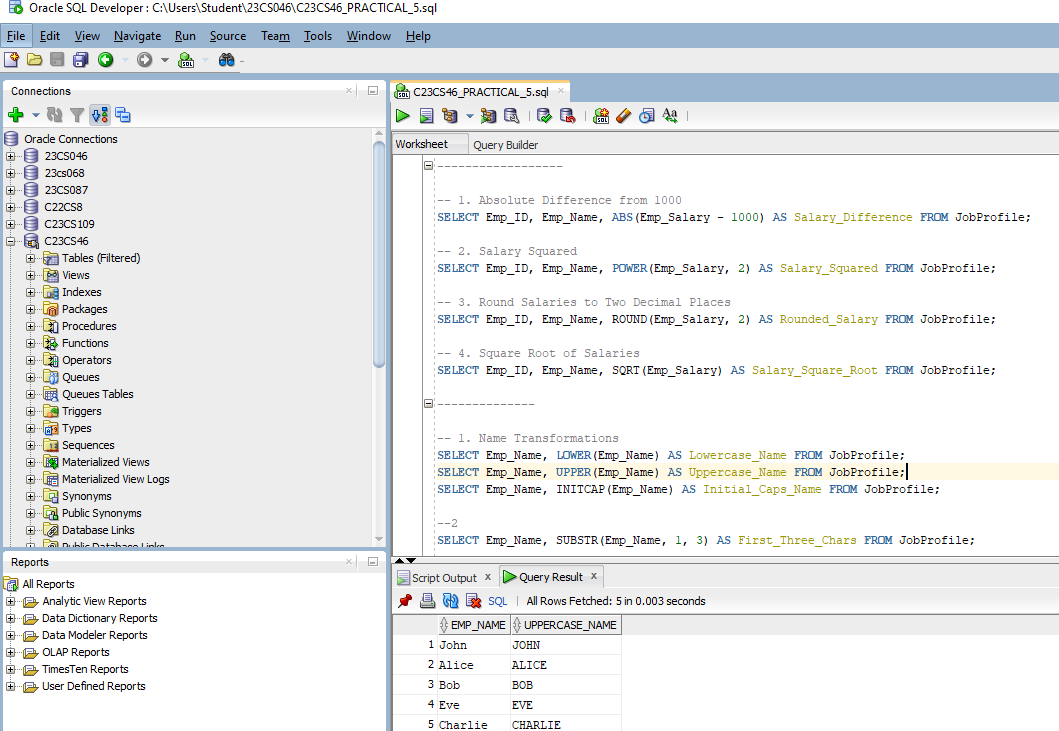 Oracle SQL Developer : C:\Users\Student\23CS046\C23CS46_PRACTICAL_5.sql
File Edit View Navigate Run Source Team Tools Window Help
Connections
Oracle Connections
23CS046
23cs068
23CS087
C22CS8
C23CS109
C23CS46
Tables (Filtered)
Views
Indexes
Packages
Procedures
Functions
Operators
Queues
Queues Tables
Triggers
Types
Sequences
Materialized Views
Materialized View Logs
Synonyms
Public Synonyms
Database Links
Public Database Links
Reports
All Reports
Analytic View Reports
Data Dictionary Reports
Data Modeler Reports
OLAP Reports
TimesTen Reports
User Defined Reports
C23CS46_PRACTICAL_5.sql
Worksheet Query Builder
------------------
-- 1. Absolute Difference from 1000
SELECT Emp_ID, Emp_Name, ABS(Emp_Salary - 1000) AS Salary_Difference FROM JobProfile;
-- 2. Salary Squared
SELECT Emp_ID, Emp_Name, POWER(Emp_Salary, 2) AS Salary_Squared FROM JobProfile;
-- 3. Round Salaries to Two Decimal Places
SELECT Emp_ID, Emp_Name, ROUND(Emp_Salary, 2) AS Rounded_Salary FROM JobProfile;
-- 4. Square Root of Salaries
SELECT Emp_ID, Emp_Name, SQRT(Emp_Salary) AS Salary_Square_Root FROM JobProfile;
--------------
-- 1. Name Transformations
SELECT Emp_Name, LOWER(Emp_Name) AS Lowercase_Name FROM JobProfile;
SELECT Emp_Name, UPPER(Emp_Name) AS Uppercase_Name FROM JobProfile;
SELECT Emp_Name, INITCAP(Emp_Name) AS Initial_Caps_Name FROM JobProfile;
--2
SELECT Emp_Name, SUBSTR(Emp_Name, 1, 3) AS First_Three_Chars FROM JobProfile;
Script Output x Query Result x
SQL | All Rows Fetched: 5 in 0.003 seconds
EMP_NAME UPPERCASE_NAME
1 John JOHN
2 Alice ALICE
3 Bob BOB
4 Eve EVE
5 Charlie CHARLIE